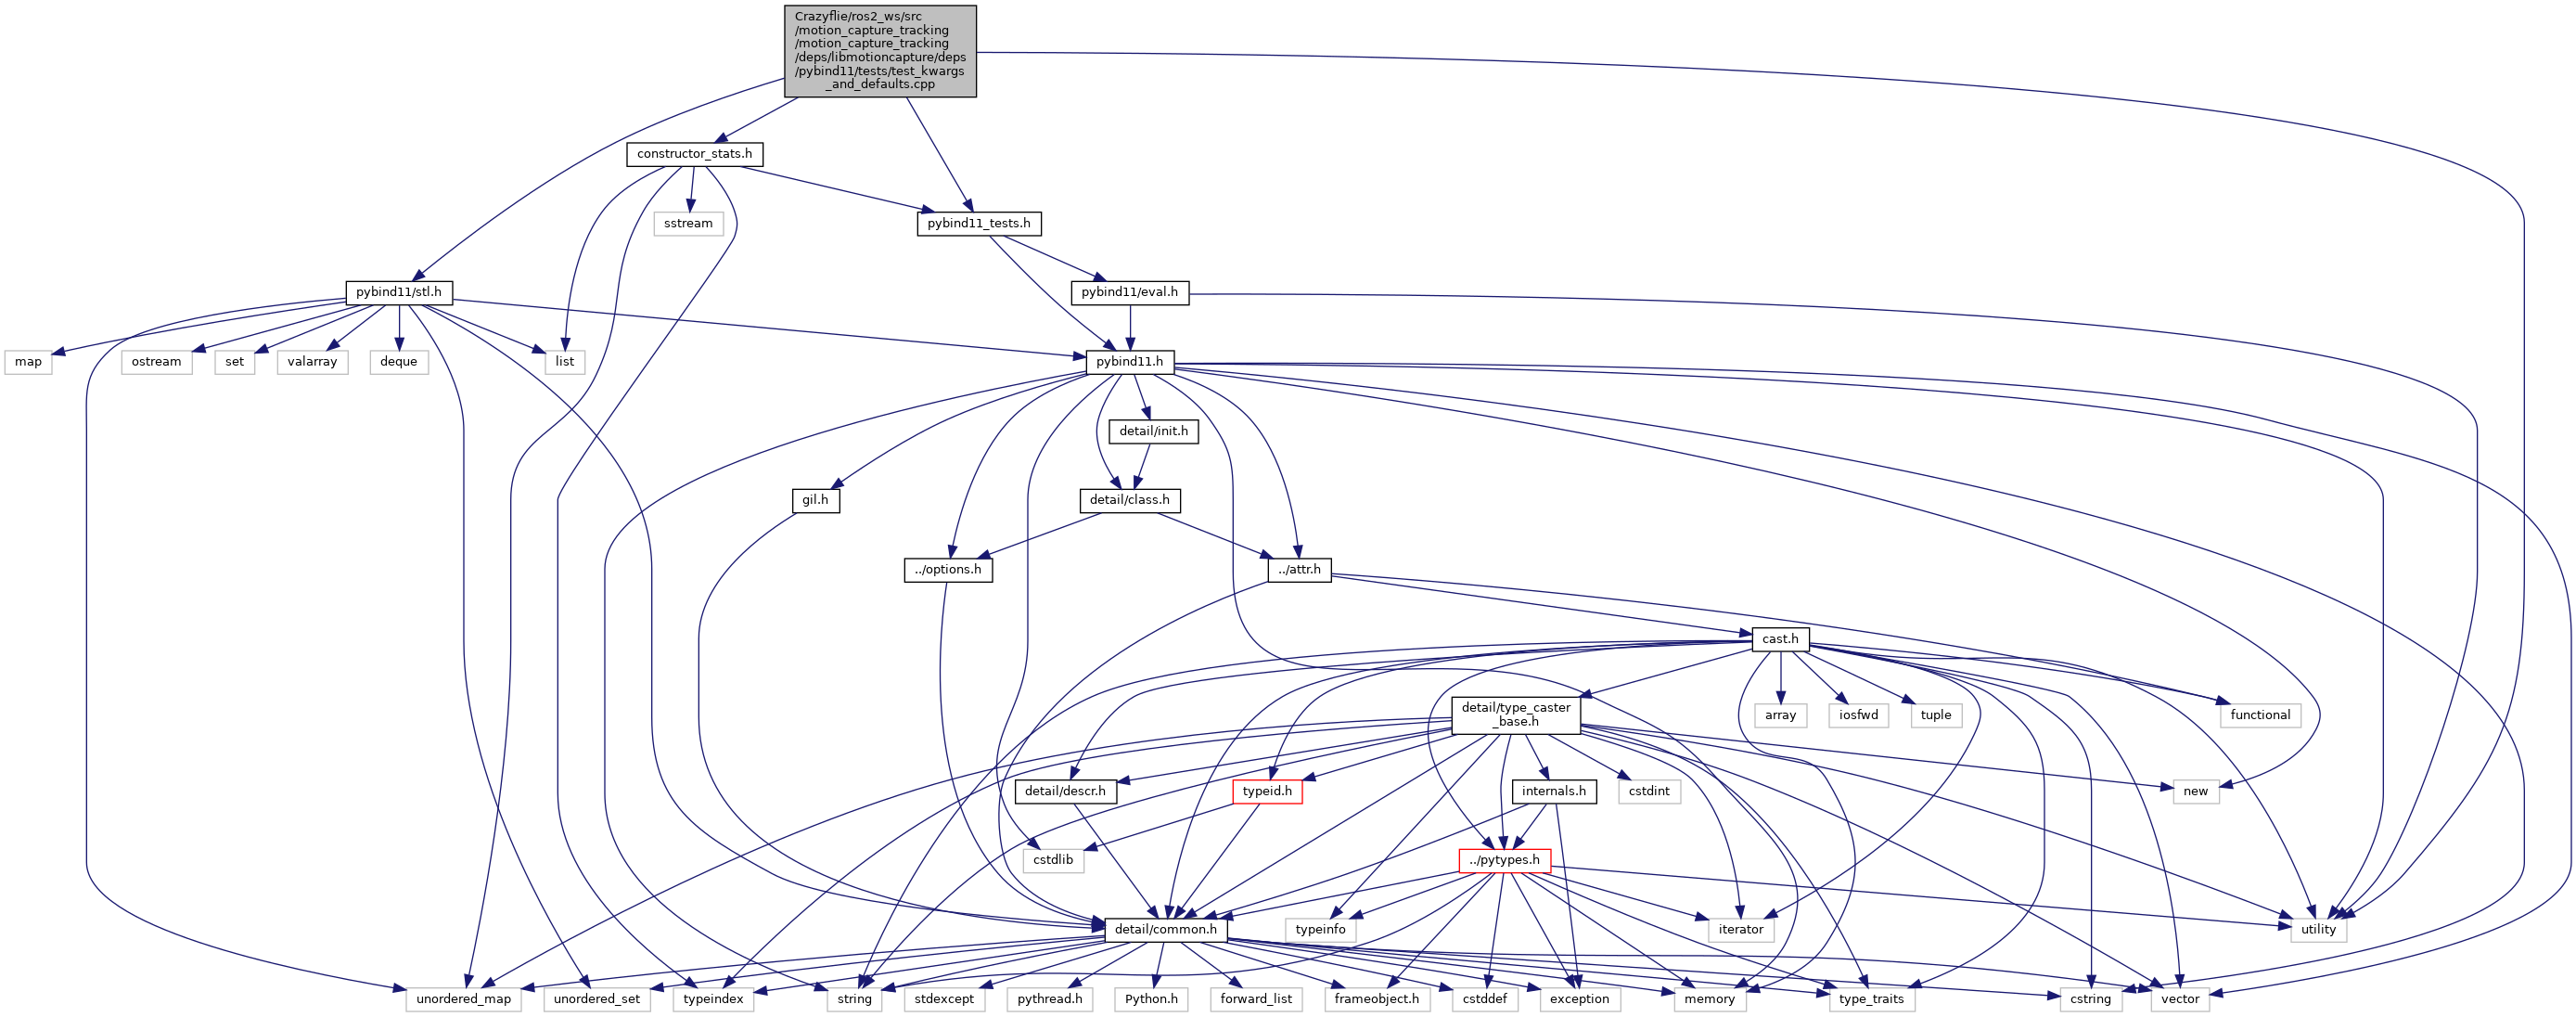 Crazyflie/ros2_ws/src
/motion_capture_tracking
/motion_capture_tracking
/deps/libmotioncapture/deps
/pybind11/tests/test_kwargs
_and_defaults.cpp
constructor_stats.h
sstream
pybind11_tests.h
pybind11/stl.h
pybind11/eval.h
map
ostream
set
valarray
deque
list
pybind11.h
detail/init.h
gil.h
detail/class.h
../options.h
../attr.h
cast.h
detail/type_caster
_base.h
array
iosfwd
tuple
functional
detail/descr.h
typeid.h
internals.h
cstdint
new
cstdlib
../pytypes.h
detail/common.h
typeinfo
iterator
utility
unordered_map
unordered_set
typeindex
string
stdexcept
pythread.h
Python.h
forward_list
frameobject.h
cstddef
exception
memory
type_traits
cstring
vector